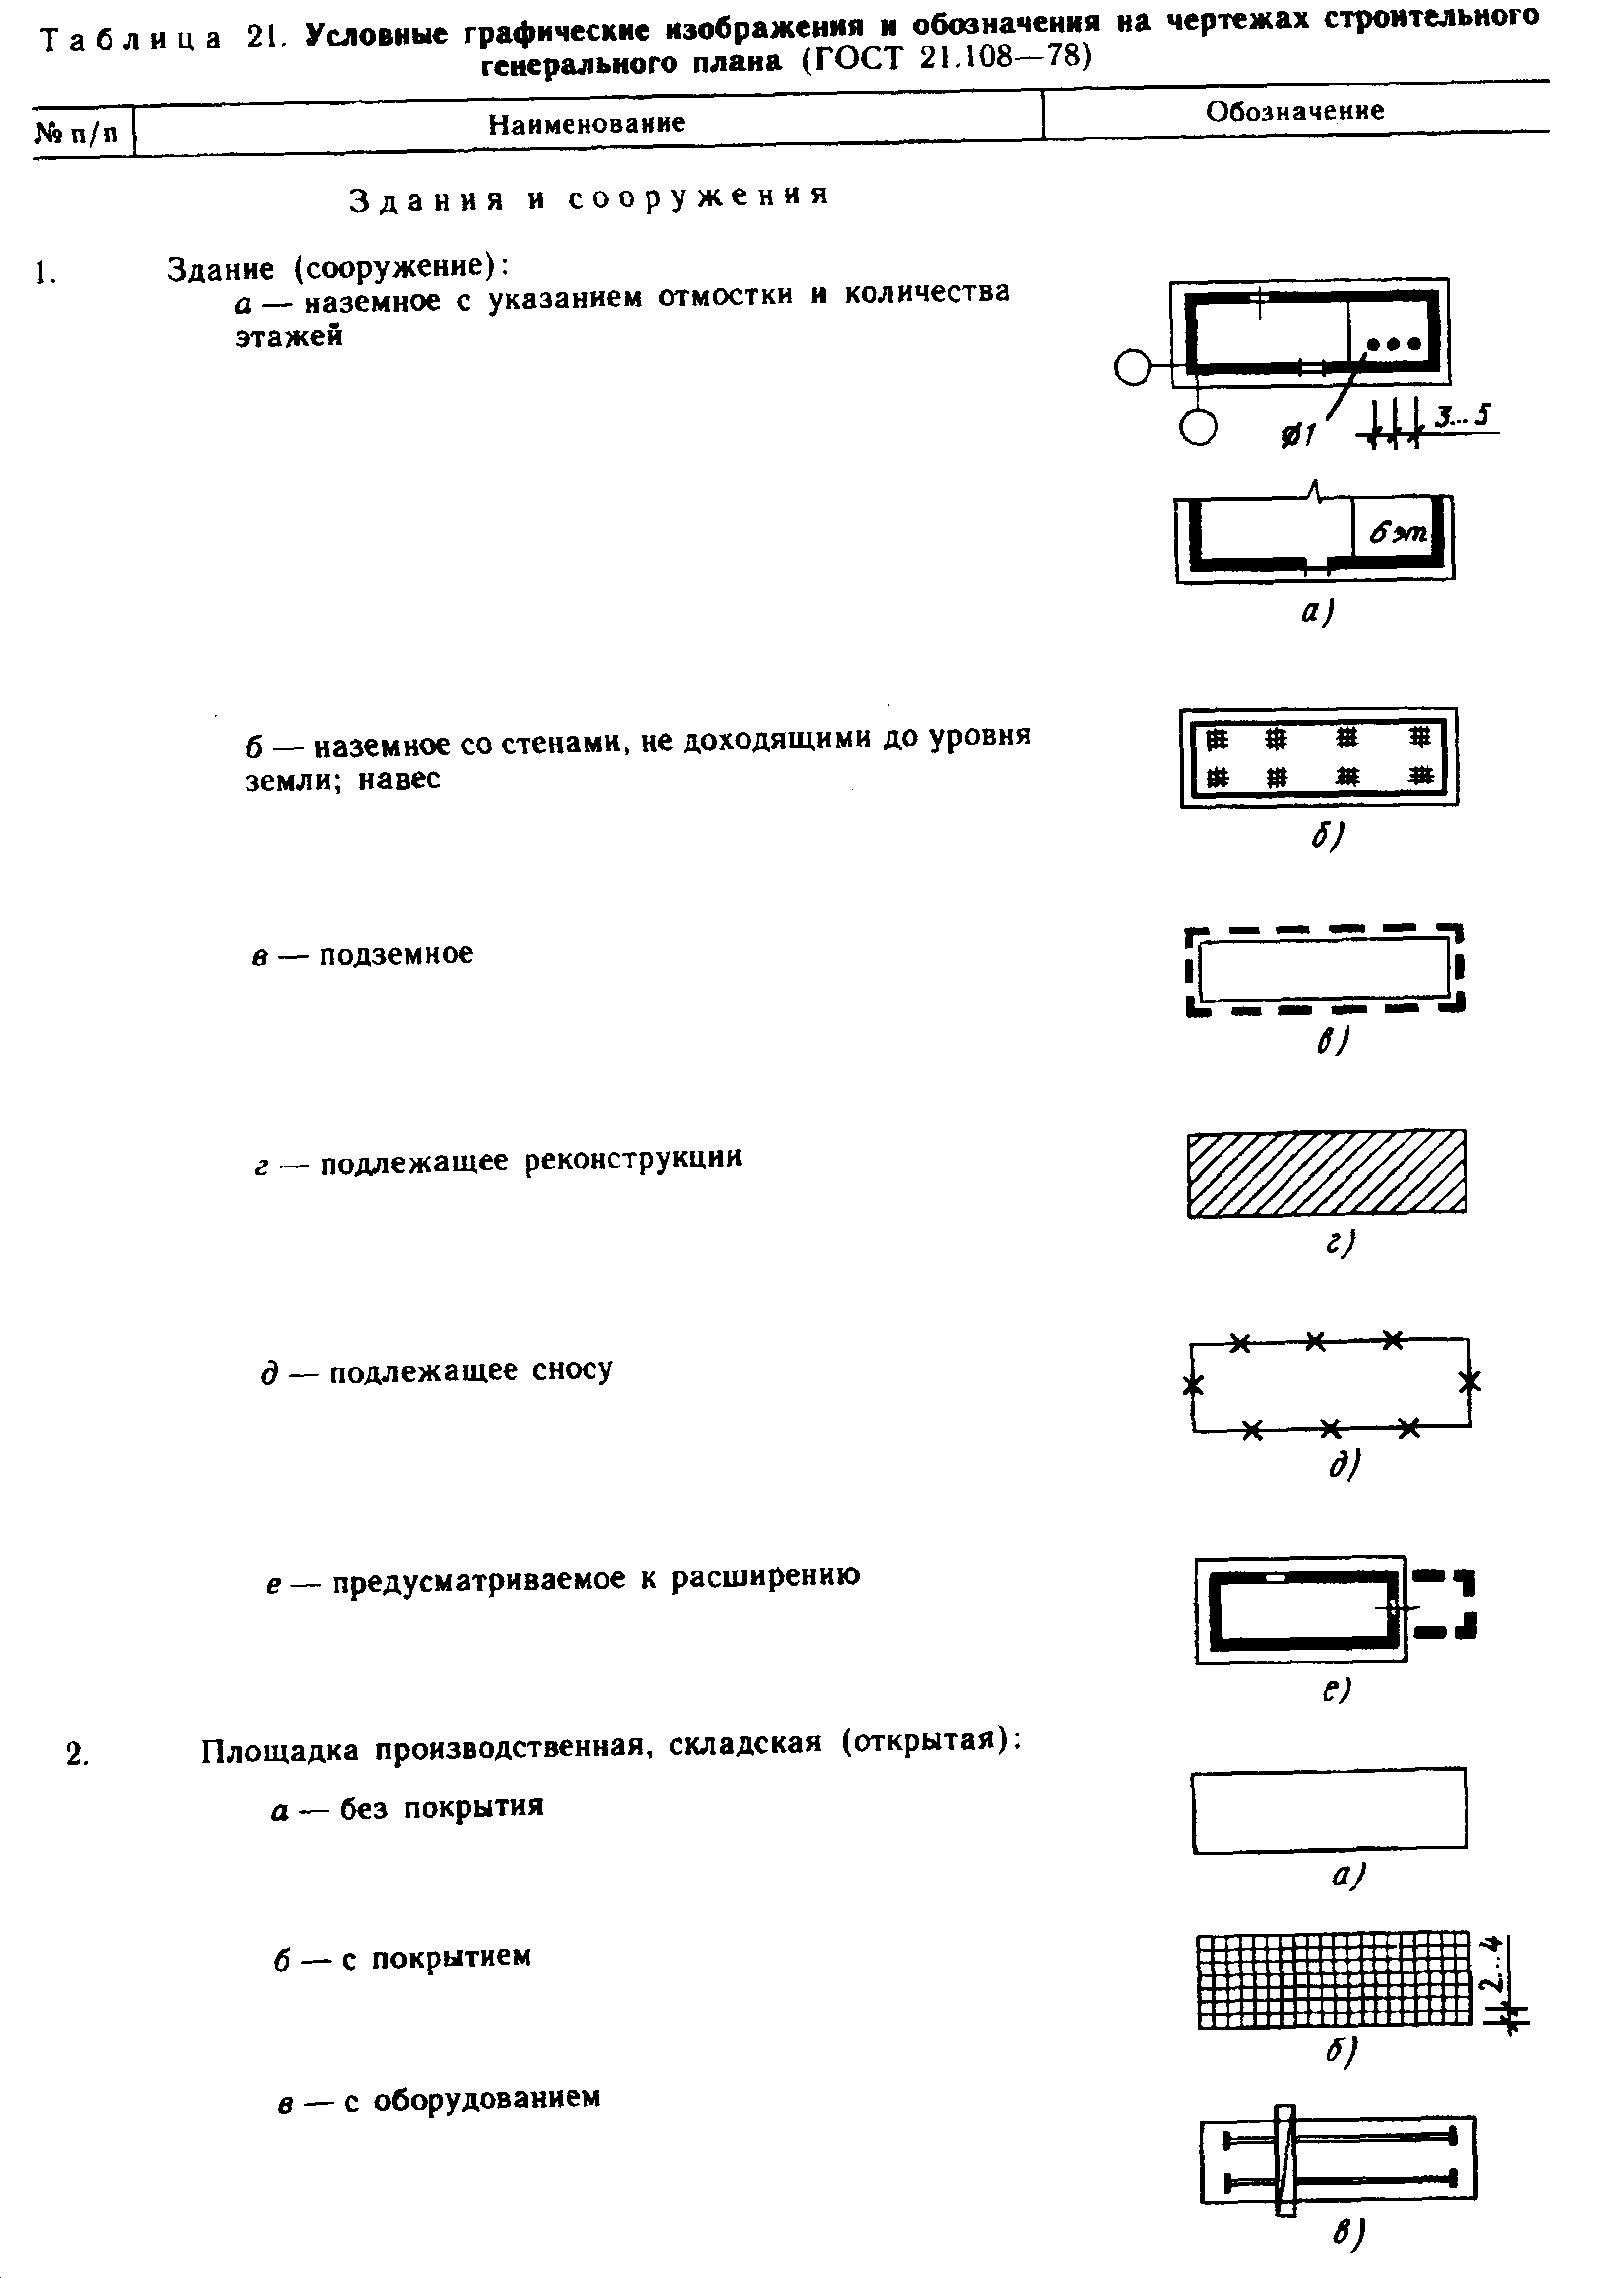 Таблица 21. Условные графические изображения и обозначения на чертежах строительного
генерального плана (ГОСТ 21.108—78)
№ п/п Наименование Обозначение
Здания и сооружения
1. Здание (сооружение):
а — наземное с указанием отмостки и количества
этажей
ø1 3...5
6 эт
а)
б — наземное со стенами, не доходящими до уровня
земли; навес
б)
в — подземное
в)
г — подлежащее реконструкции
г)
д — подлежащее сносу
д)
е — предусматриваемое к расширению
е)
2. Площадка производственная, складская (открытая):
а — без покрытия
а)
б — с покрытием
2...4
б)
в — с оборудованием
в)